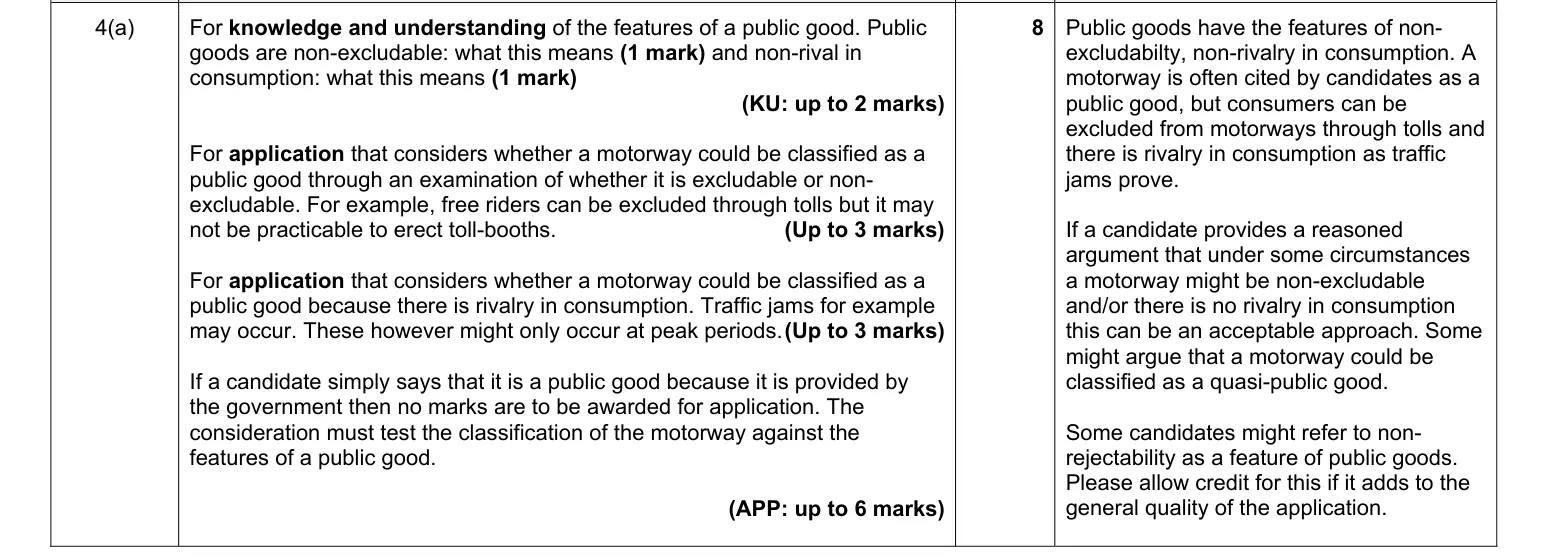 4(a)
For knowledge and understanding of the features of a public good. Public
goods are non-excludable: what this means (1 mark) and non-rival in
consumption: what this means (1 mark)
(KU: up to 2 marks)
For application that considers whether a motorway could be classified as a
public good through an examination of whether it is excludable or non-
excludable. For example, free riders can be excluded through tolls but it may
not be practicable to erect toll-booths. (Up to 3 marks)
For application that considers whether a motorway could be classified as a
public good because there is rivalry in consumption. Traffic jams for example
may occur. These however might only occur at peak periods. (Up to 3 marks)
If a candidate simply says that it is a public good because it is provided by
the government then no marks are to be awarded for application. The
consideration must test the classification of the motorway against the
features of a public good.
(APP: up to 6 marks)
8
Public goods have the features of non-
excludabilty, non-rivalry in consumption. A
motorway is often cited by candidates as a
public good, but consumers can be
excluded from motorways through tolls and
there is rivalry in consumption as traffic
jams prove.
If a candidate provides a reasoned
argument that under some circumstances
a motorway might be non-excludable
and/or there is no rivalry in consumption
this can be an acceptable approach. Some
might argue that a motorway could be
classified as a quasi-public good.
Some candidates might refer to non-
rejectability as a feature of public goods.
Please allow credit for this if it adds to the
general quality of the application.